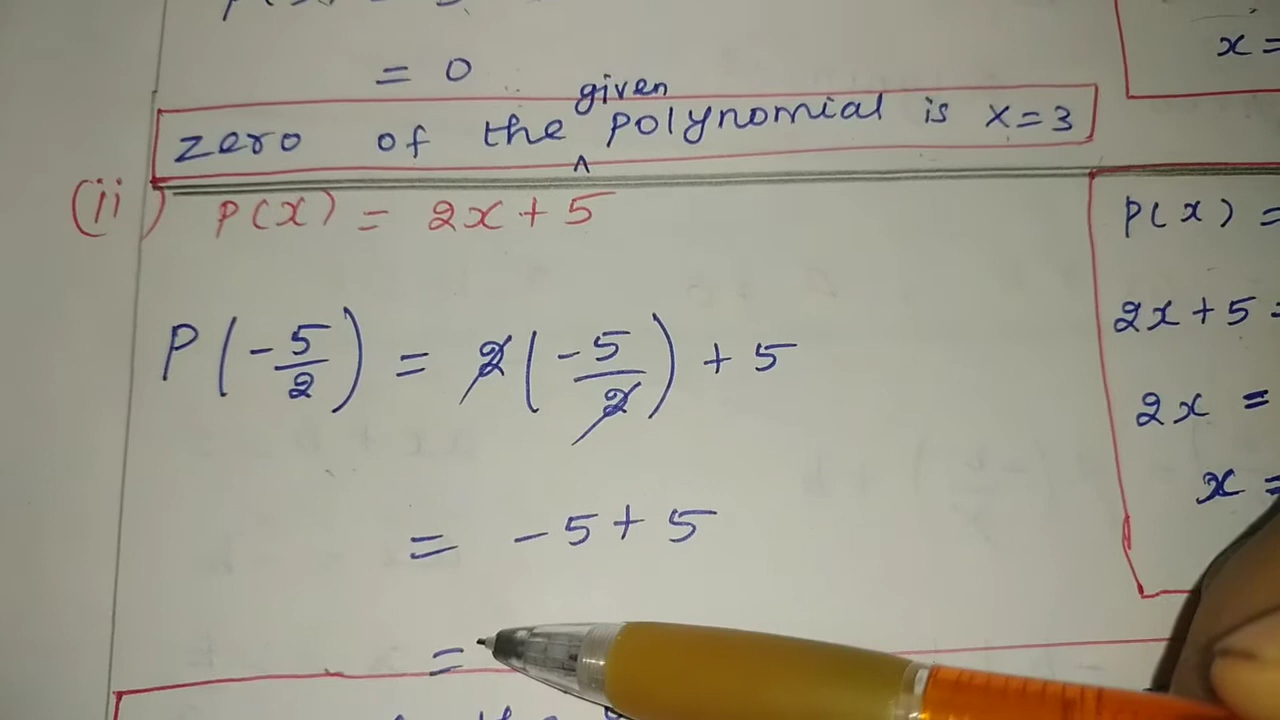 = 0
x =
given
zero of the ^ polynomial is x = 3
(ii) P(x) = 2x + 5
P(-5/2) = 2(-5/2) + 5
= -5 + 5
=
P(x) =
2x + 5 =
2x =
x =